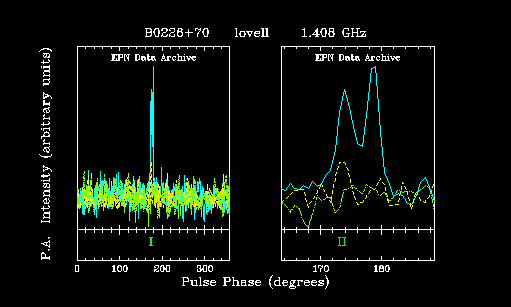 B0226+70 lovell 1.408 GHz
EPN Data Archive EPN Data Archive
P.A. Intensity (arbitrary units)
I II
0 100 200 300 170 180
Pulse Phase (degrees)